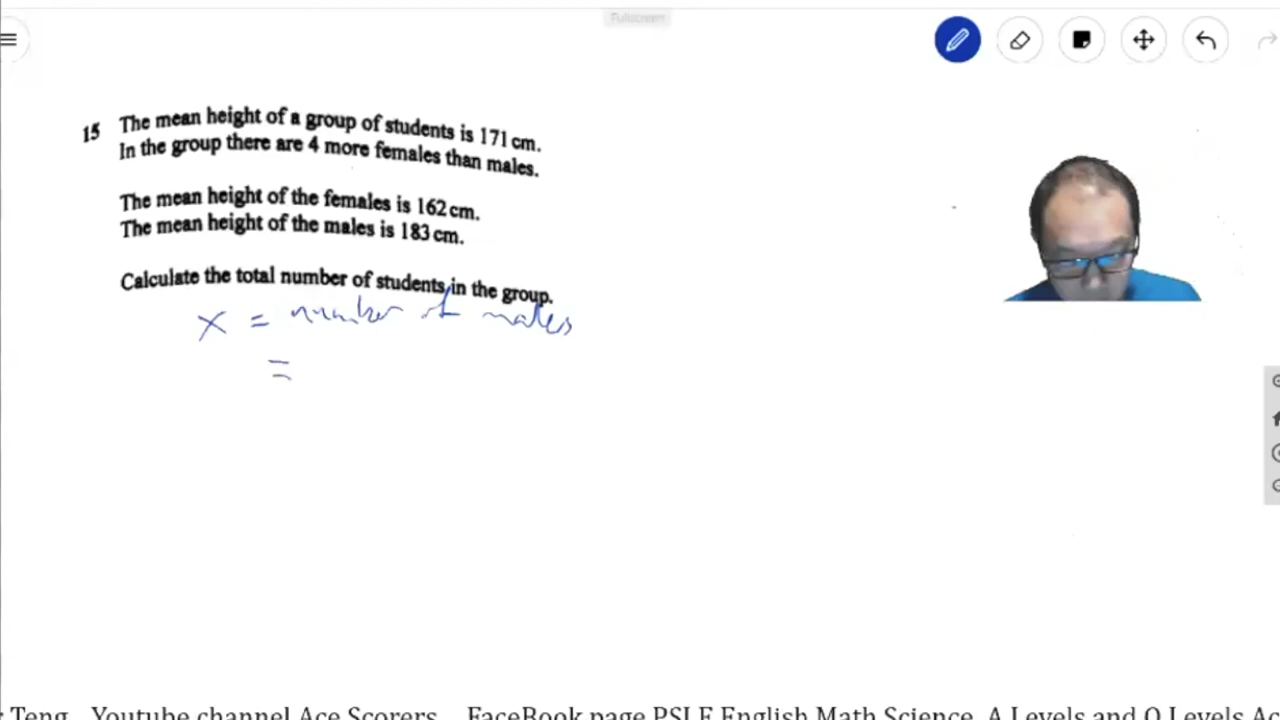 Fullscreen
15 The mean height of a group of students is 171 cm.
In the group there are 4 more females than males.
The mean height of the females is 162 cm.
The mean height of the males is 183 cm.
Calculate the total number of students in the group.
x = number of males
=
Teng Youtube channel Ace Scorers FaceBook page PSLE English Math Science A Levels and O Levels Ac